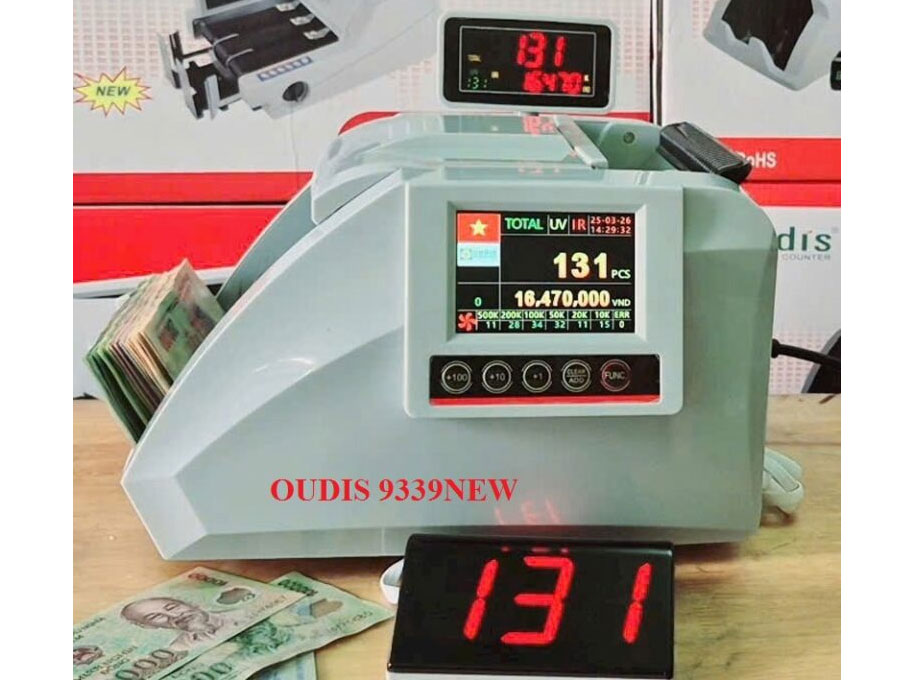 NEW
131
16470
RoHS
dis®
COUNTER
TOTAL UV IR 25-03-26
14:29:32
131 PCS
0 16,470,000 VND
500K 200K 100K 50K 20K 10K ERR
11 28 34 32 11 15 0
+100 +10 +1 CLEAR ADD FUNC.
OUDIS 9339NEW
131